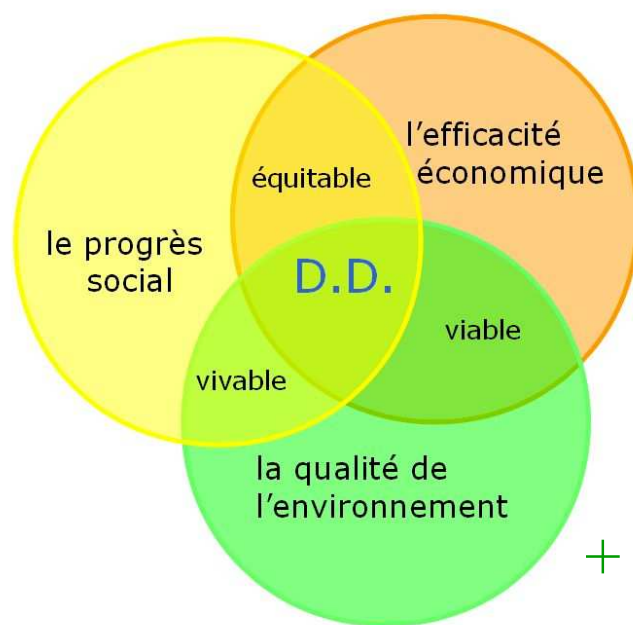 l'efficacité
économique
équitable
le progrès
social
D.D.
viable
vivable
la qualité de
l'environnement